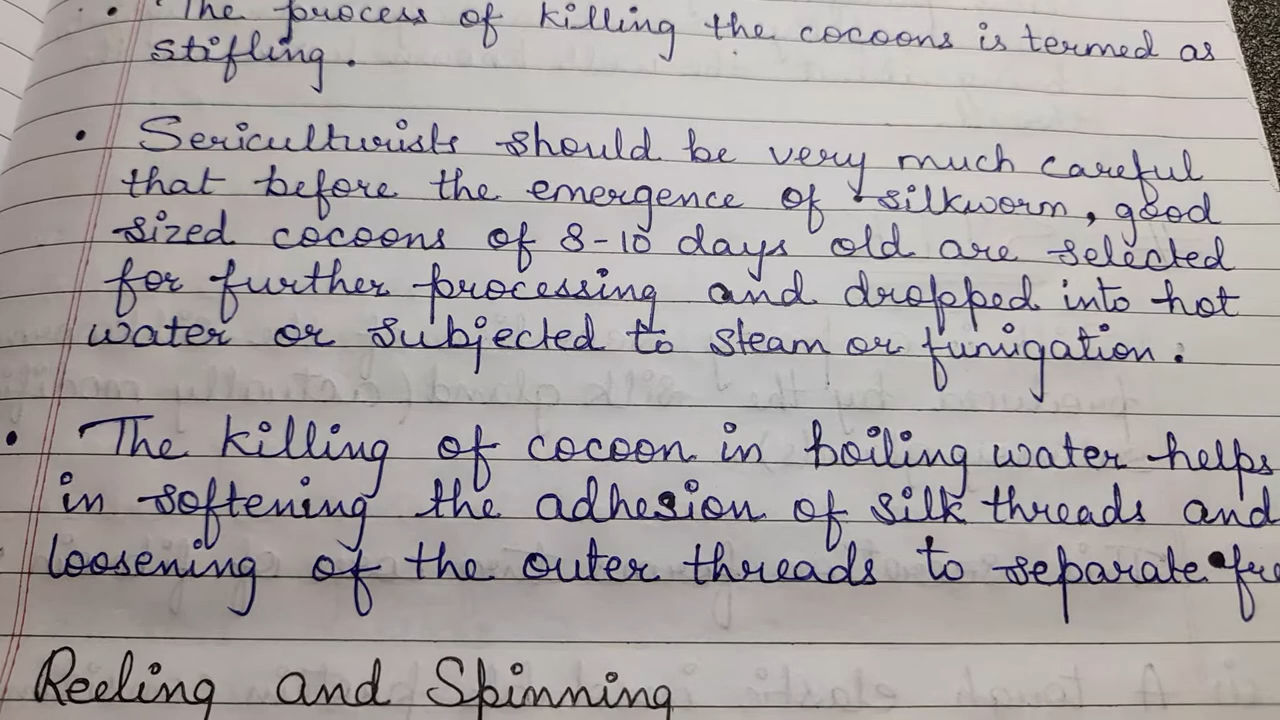 • The process of killing the cocoons is termed as
stifling.
• Sericulturists should be very much careful
that before the emergence of silkworm, good
sized cocoons of 8-10 days old are selected
for further processing and dropped into hot
water or subjected to steam or fumigation.
• The killing of cocoon in boiling water helps
in softening the adhesion of silk threads and
loosening of the outer threads to separate
Reeling and Spinning